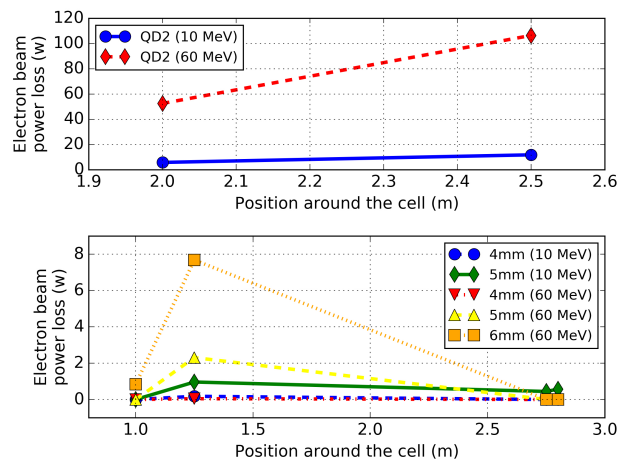 120
100
80
60
40
20
0
Electron beam
power loss (w)
QD2 (10 MeV)
QD2 (60 MeV)
1.9 2.0 2.1 2.2 2.3 2.4 2.5 2.6
Position around the cell (m)
8
6
4
2
0
Electron beam
power loss (w)
4mm (10 MeV)
5mm (10 MeV)
4mm (60 MeV)
5mm (60 MeV)
6mm (60 MeV)
1.0 1.5 2.0 2.5 3.0
Position around the cell (m)